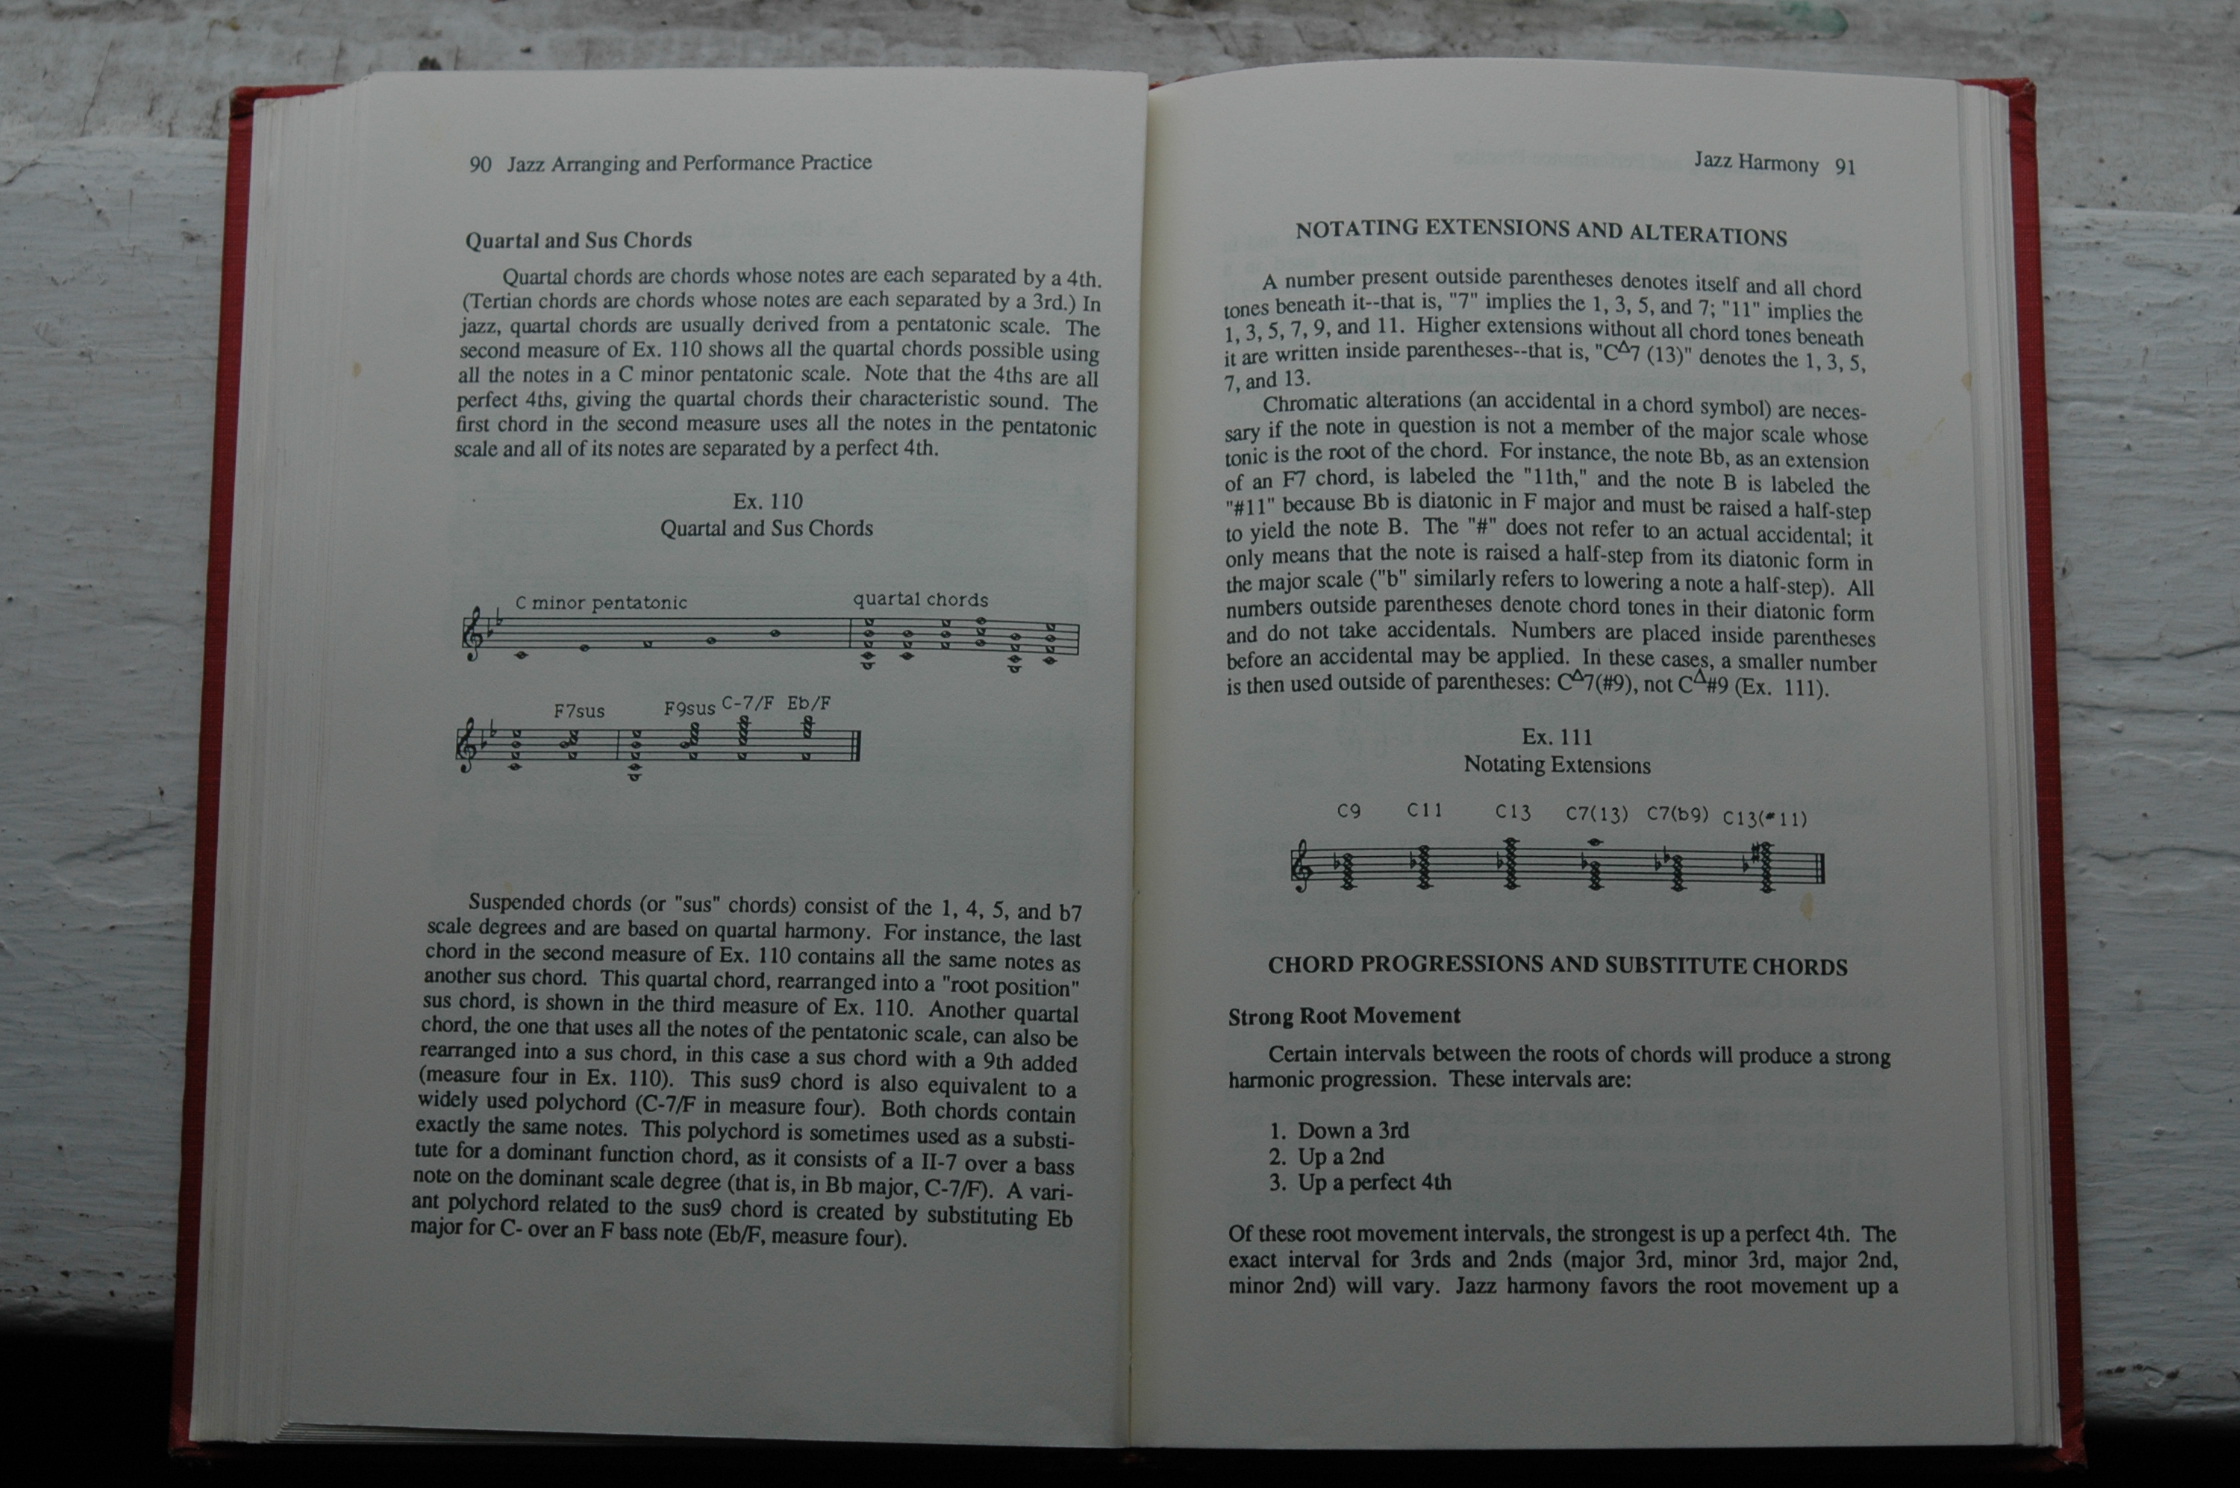 90 Jazz Arranging and Performance Practice
Quartal and Sus Chords
Quartal chords are chords whose notes are each separated by a 4th.
(Tertian chords are chords whose notes are each separated by a 3rd.) In
jazz, quartal chords are usually derived from a pentatonic scale. The
second measure of Ex. 110 shows all the quartal chords possible using
all the notes in a C minor pentatonic scale. Note that the 4ths are all
perfect 4ths, giving the quartal chords their characteristic sound. The
first chord in the second measure uses all the notes in the pentatonic
scale and all of its notes are separated by a perfect 4th.
Ex. 110
Quartal and Sus Chords
C minor pentatonic quartal chords
F7sus F9sus C-7/F Eb/F
Suspended chords (or "sus" chords) consist of the 1, 4, 5, and b7
scale degrees and are based on quartal harmony. For instance, the last
chord in the second measure of Ex. 110 contains all the same notes as
another sus chord. This quartal chord, rearranged into a "root position"
sus chord, is shown in the third measure of Ex. 110. Another quartal
chord, the one that uses all the notes of the pentatonic scale, can also be
rearranged into a sus chord, in this case a sus chord with a 9th added
(measure four in Ex. 110). This sus9 chord is also equivalent to a
widely used polychord (C-7/F in measure four). Both chords contain
exactly the same notes. This polychord is sometimes used as a substi-
tute for a dominant function chord, as it consists of a II-7 over a bass
note on the dominant scale degree (that is, in Bb major, C-7/F). A vari-
ant polychord related to the sus9 chord is created by substituting Eb
major for C- over an F bass note (Eb/F, measure four).
Jazz Harmony 91
NOTATING EXTENSIONS AND ALTERATIONS
A number present outside parentheses denotes itself and all chord
tones beneath it--that is, "7" implies the 1, 3, 5, and 7; "11" implies the
1, 3, 5, 7, 9, and 11. Higher extensions without all chord tones beneath
it are written inside parentheses--that is, "CΔ7 (13)" denotes the 1, 3, 5,
7, and 13.
Chromatic alterations (an accidental in a chord symbol) are neces-
sary if the note in question is not a member of the major scale whose
tonic is the root of the chord. For instance, the note Bb, as an extension
of an F7 chord, is labeled the "11th," and the note B is labeled the
"#11" because Bb is diatonic in F major and must be raised a half-step
to yield the note B. The "#" does not refer to an actual accidental; it
only means that the note is raised a half-step from its diatonic form in
the major scale ("b" similarly refers to lowering a note a half-step). All
numbers outside parentheses denote chord tones in their diatonic form
and do not take accidentals. Numbers are placed inside parentheses
before an accidental may be applied. In these cases, a smaller number
is then used outside of parentheses: CΔ7(#9), not CΔ#9 (Ex. 111).
Ex. 111
Notating Extensions
C9 C11 C13 C7(13) C7(b9) C13(#11)
CHORD PROGRESSIONS AND SUBSTITUTE CHORDS
Strong Root Movement
Certain intervals between the roots of chords will produce a strong
harmonic progression. These intervals are:
1. Down a 3rd
2. Up a 2nd
3. Up a perfect 4th
Of these root movement intervals, the strongest is up a perfect 4th. The
exact interval for 3rds and 2nds (major 3rd, minor 3rd, major 2nd,
minor 2nd) will vary. Jazz harmony favors the root movement up a